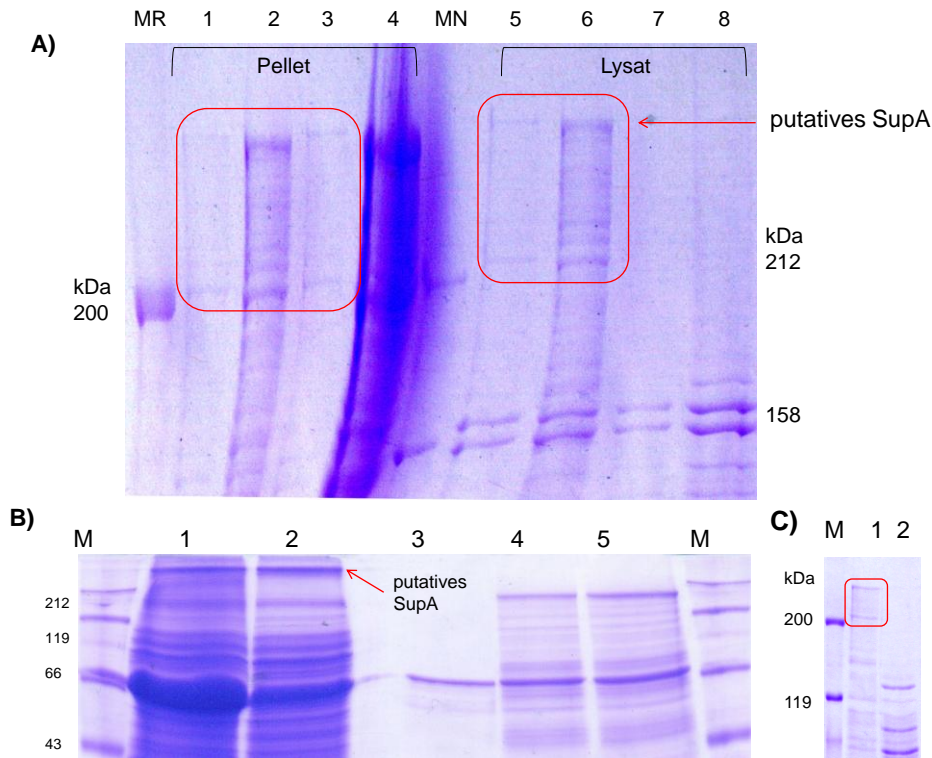 MR 1 2 3 4 MN 5 6 7 8
A)
Pellet Lysat
putatives SupA
kDa
212
kDa
200
158
B)
M 1 2 3 4 5 M
putatives
SupA
212
119
66
43
C)
M 1 2
kDa
200
119